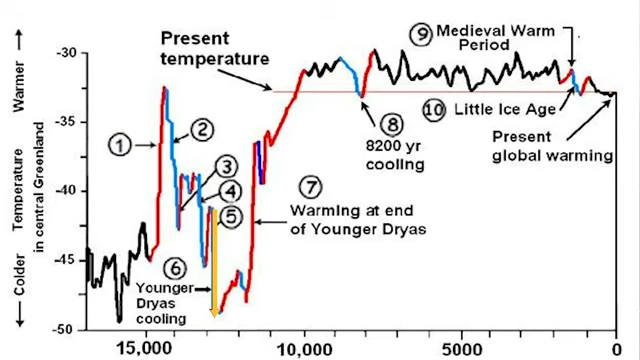 Present
temperature
⑨ Medieval Warm
Period
⑩ Little Ice Age
⑧
8200 yr
cooling
Present
global warming
①
②
③
④
⑤
⑥
Younger
Dryas
cooling
⑦
Warming at end
of Younger Dryas
← Colder Temperature Warmer →
in central Greenland
-30
-35
-40
-45
-50
15,000
10,000
5000
0